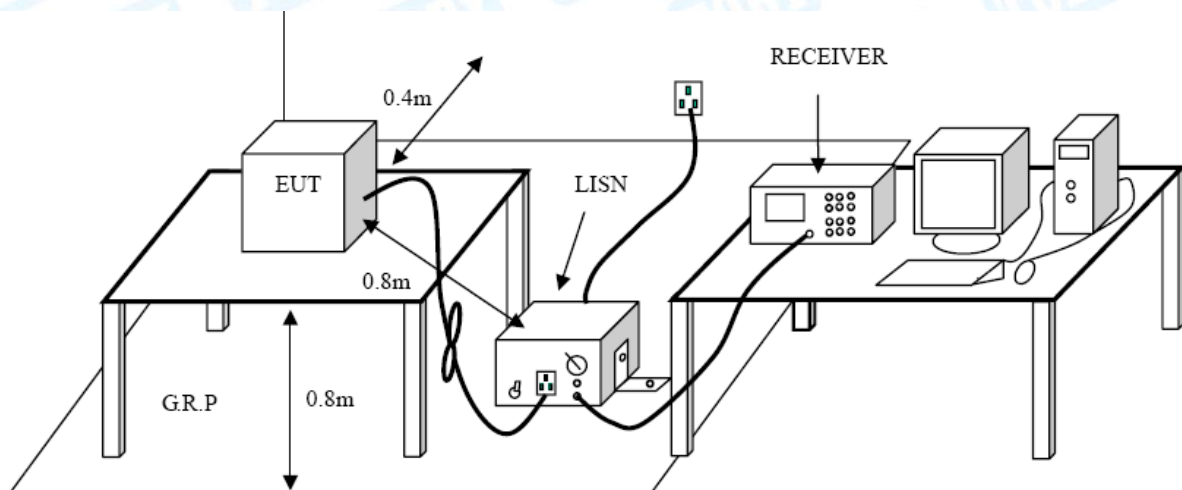 RECEIVER
0.4m
EUT
LISN
0.8m
G.R.P
0.8m